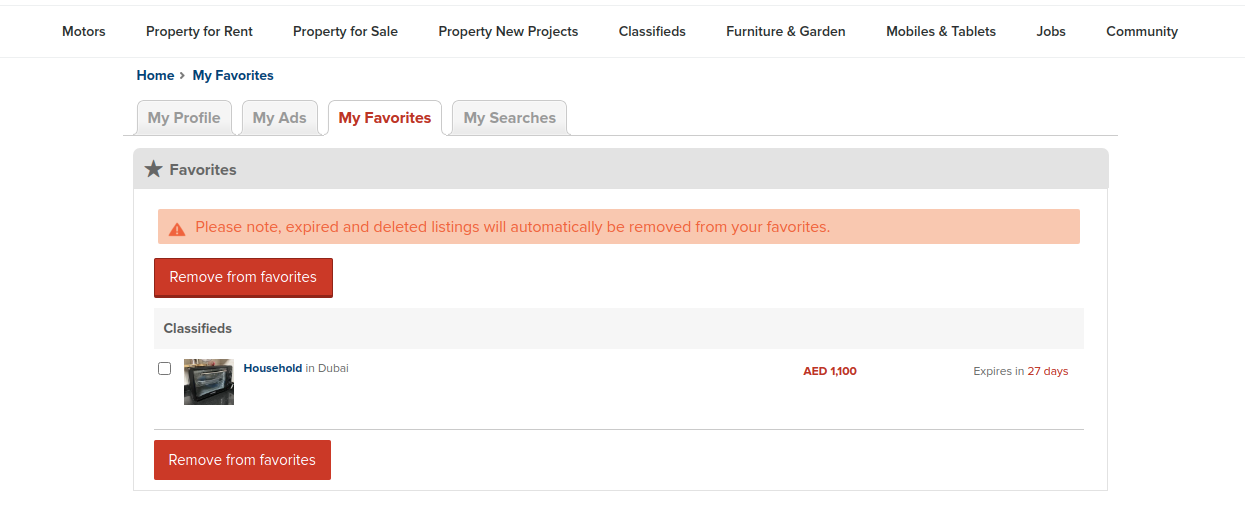 Motors Property for Rent Property for Sale Property New Projects Classifieds Furniture & Garden Mobiles & Tablets Jobs Community
Home › My Favorites
My Profile My Ads My Favorites My Searches
Favorites
Please note, expired and deleted listings will automatically be removed from your favorites.
Remove from favorites
Classifieds
Household in Dubai AED 1,100 Expires in 27 days
Remove from favorites